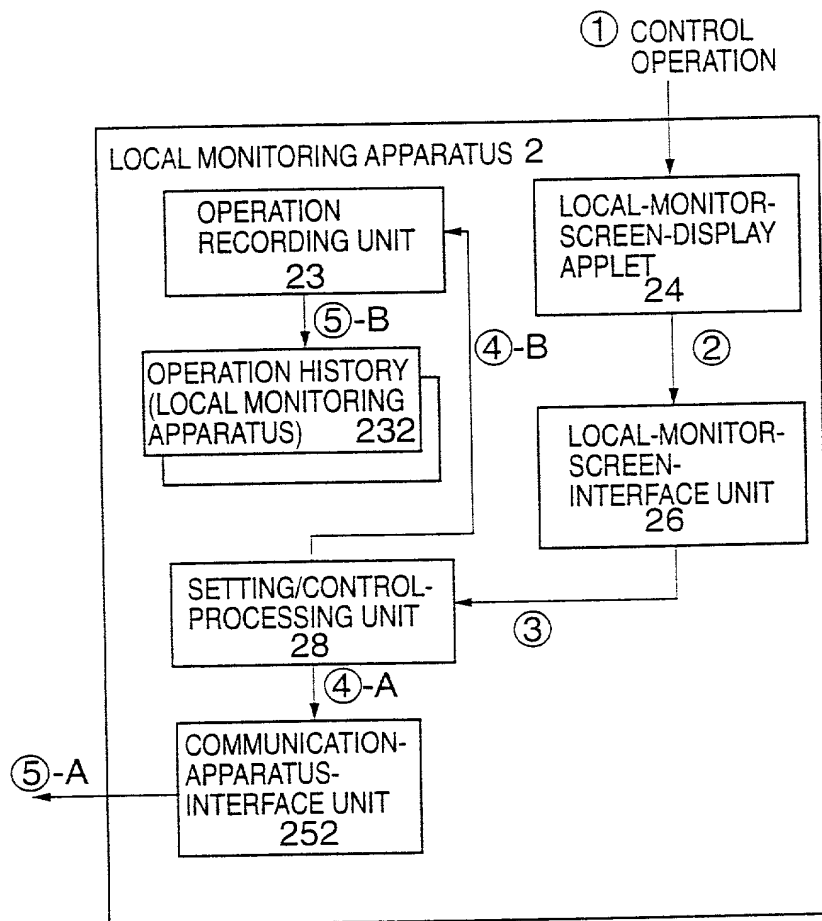 ① CONTROL
OPERATION
LOCAL MONITORING APPARATUS 2
OPERATION
RECORDING UNIT
23
LOCAL-MONITOR-
SCREEN-DISPLAY
APPLET
24
⑤-B
④-B
②
OPERATION HISTORY
(LOCAL MONITORING
APPARATUS) 232
LOCAL-MONITOR-
SCREEN-
INTERFACE UNIT
26
SETTING/CONTROL-
PROCESSING UNIT
28
③
④-A
COMMUNICATION-
APPARATUS-
INTERFACE UNIT
252
⑤-A